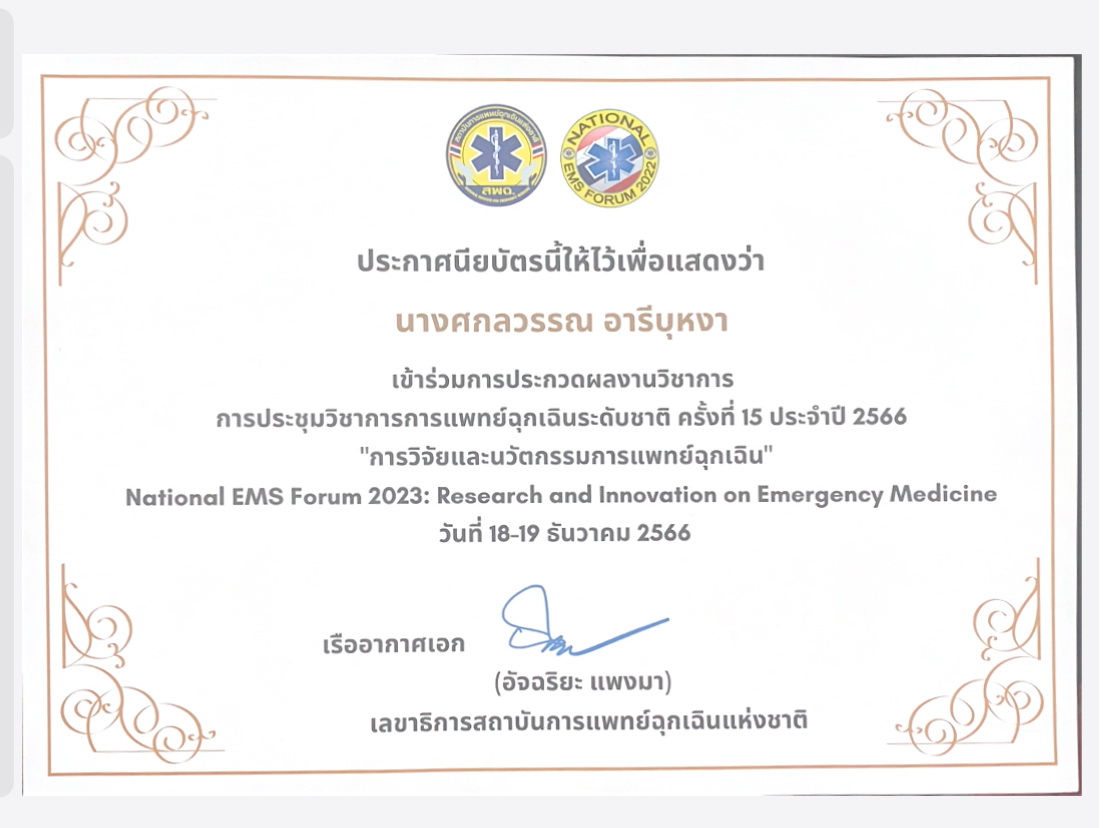 สถาบันการแพทย์ฉุกเฉินแห่งชาติ
สพฉ.
NATIONAL
EMS FORUM 2022
ประกาศนียบัตรนี้ให้ไว้เพื่อแสดงว่า
นางศกลวรรณ อารีบุหงา
เข้าร่วมการประกวดผลงานวิชาการ
การประชุมวิชาการการแพทย์ฉุกเฉินระดับชาติ ครั้งที่ 15 ประจำปี 2566
"การวิจัยและนวัตกรรมการแพทย์ฉุกเฉิน"
National EMS Forum 2023: Research and Innovation on Emergency Medicine
วันที่ 18-19 ธันวาคม 2566
เรืออากาศเอก
(อัจฉริยะ แพงมา)
เลขาธิการสถาบันการแพทย์ฉุกเฉินแห่งชาติ